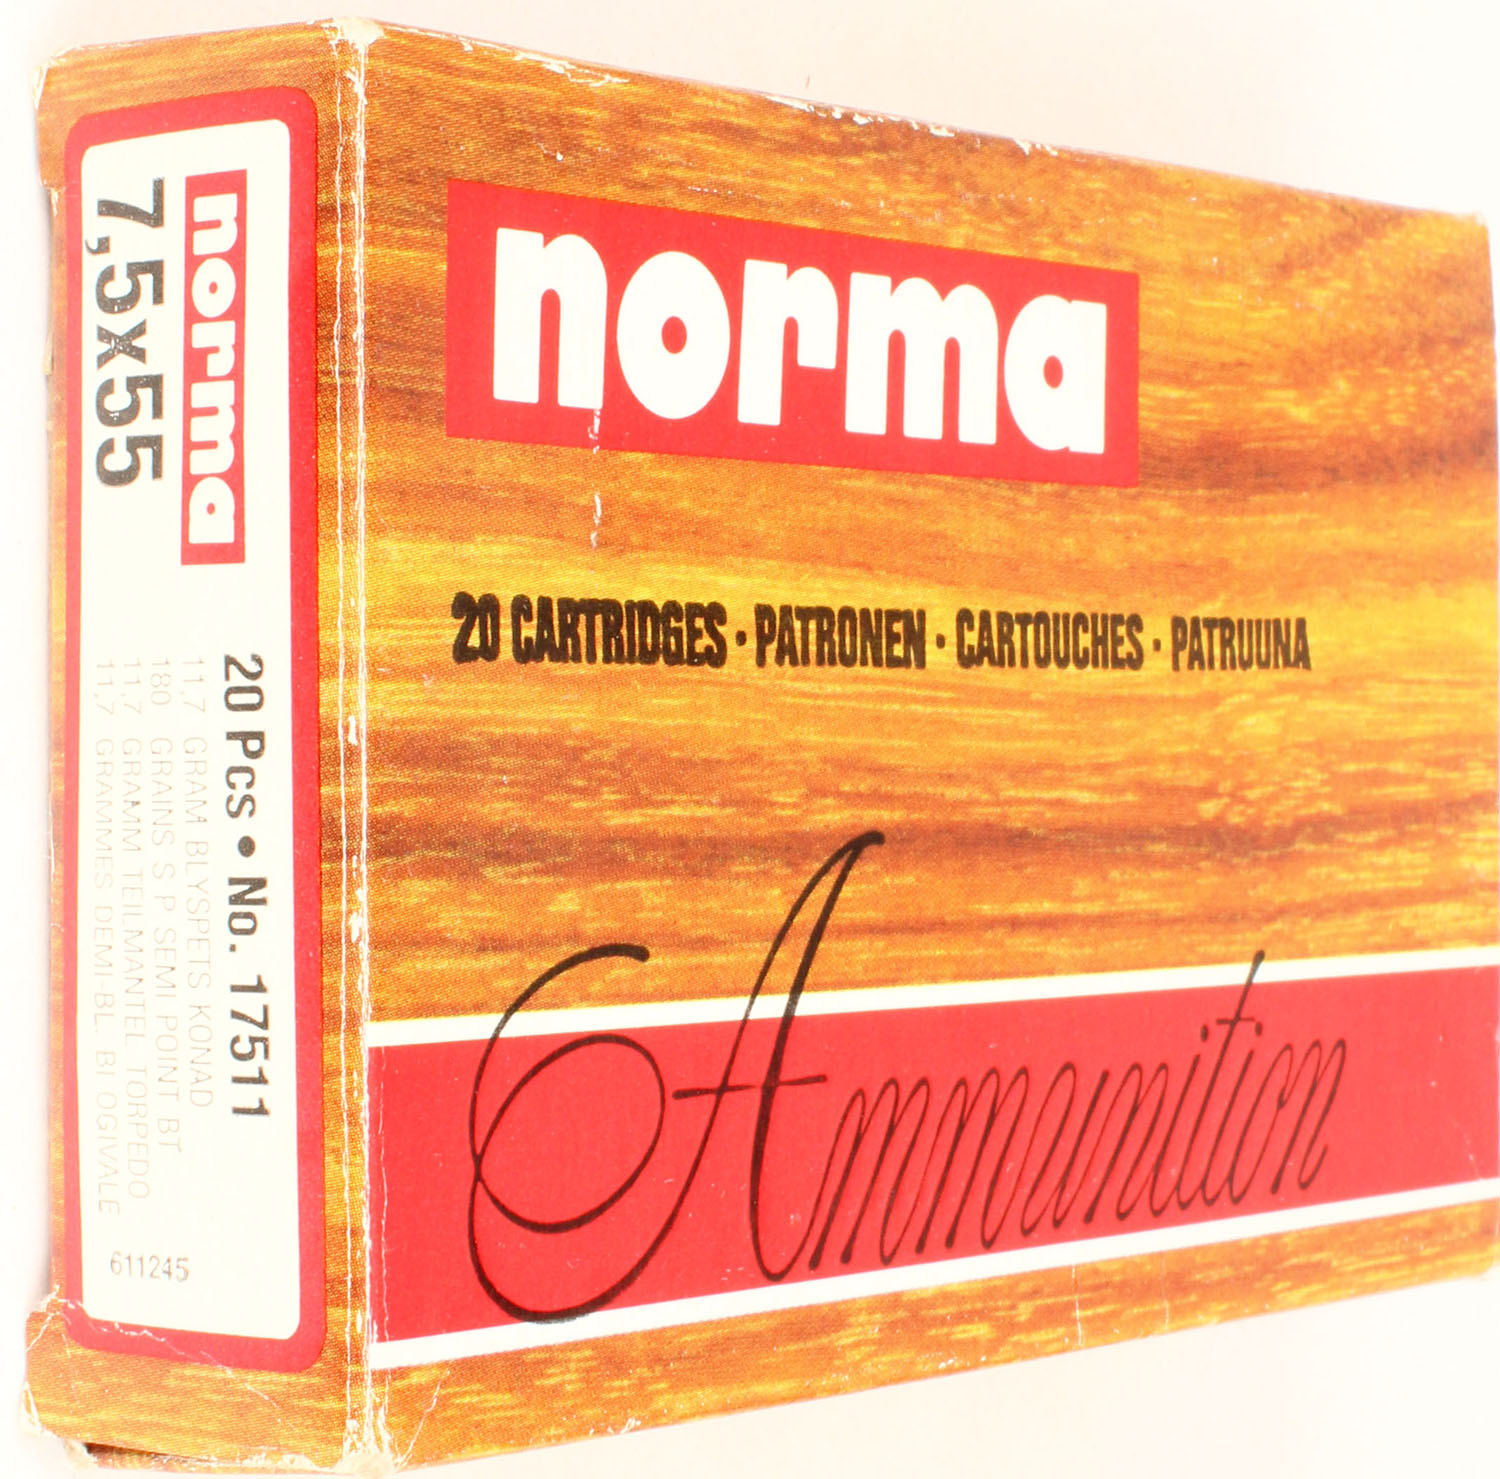 norma
20 CARTRIDGES · PATRONEN · CARTOUCHES · PATRUUNA
Ammunition
norma
7,5x55
20 Pcs • No. 17511
11,7 GRAM BLYSPETS KONAD
180 GRAINS S P SEMI POINT BT
11,7 GRAMM TEILMANTEL TORPEDO
11,7 GRAMMES DEMI-BL. BI OGIVALE
611245